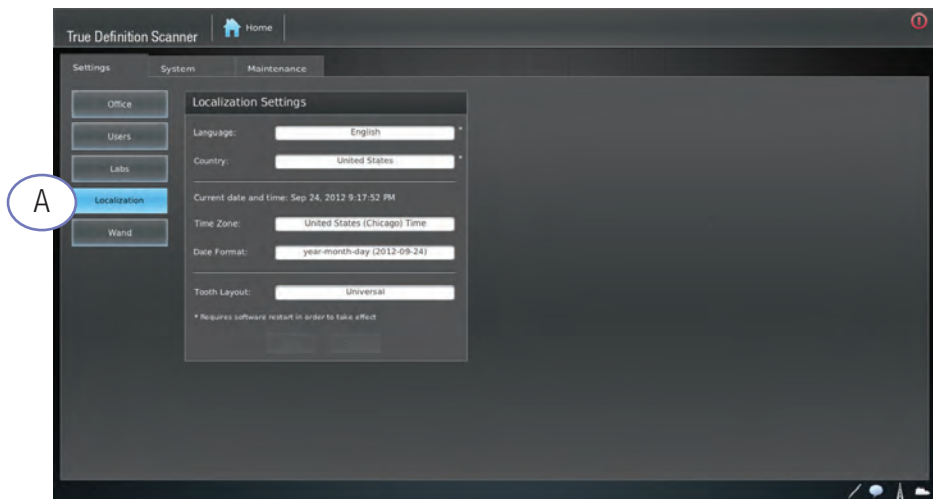 True Definition Scanner
Home
Settings System Maintenance
Office
Users
Labs
Localization
Wand
A
Localization Settings
Language: English *
Country: United States *
Current date and time: Sep 24, 2012 9:17:52 PM
Time Zone: United States (Chicago) Time
Date Format: year-month-day (2012-09-24)
Tooth Layout: Universal
* Requires software restart in order to take effect